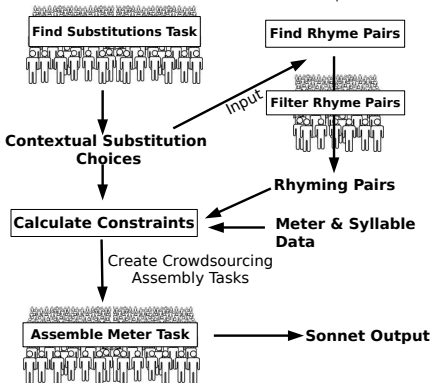 Find Substitutions Task
Find Rhyme Pairs
Input
Filter Rhyme Pairs
Contextual Substitution
Choices
Rhyming Pairs
Calculate Constraints
Meter & Syllable
Data
Create Crowdsourcing
Assembly Tasks
Assemble Meter Task
Sonnet Output